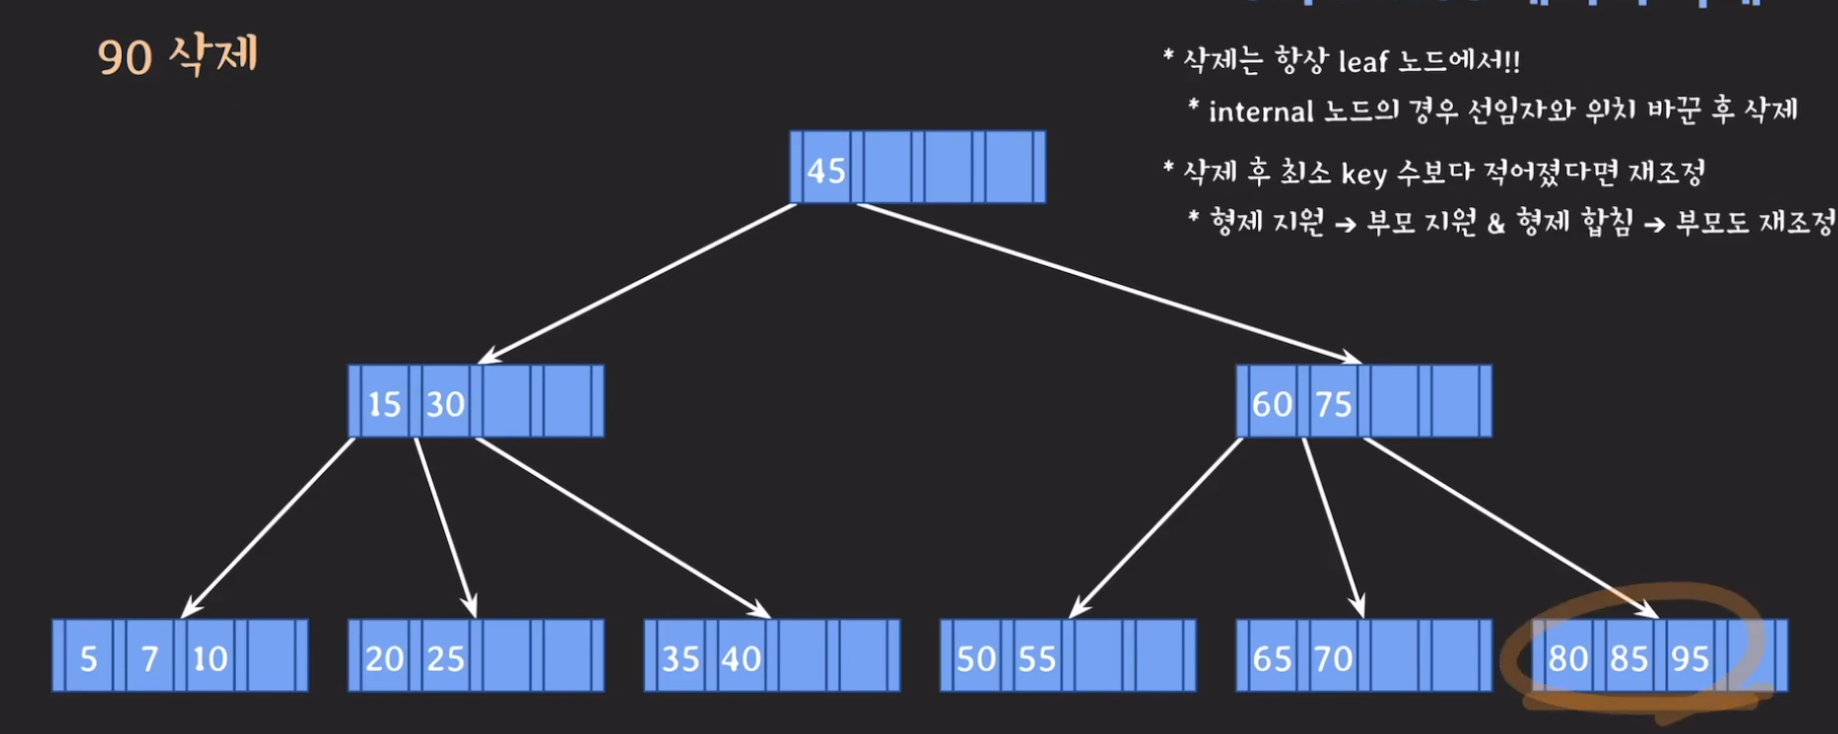 90 삭제
* 삭제는 항상 leaf 노드에서!!
* internal 노드의 경우 선임자와 위치 바꾼 후 삭제
* 삭제 후 최소 key 수보다 적어졌다면 재조정
* 형제 지원 → 부모 지원 & 형제 합침 → 부모도 재조정
45
15 30
60 75
5 7 10
20 25
35 40
50 55
65 70
80 85 95